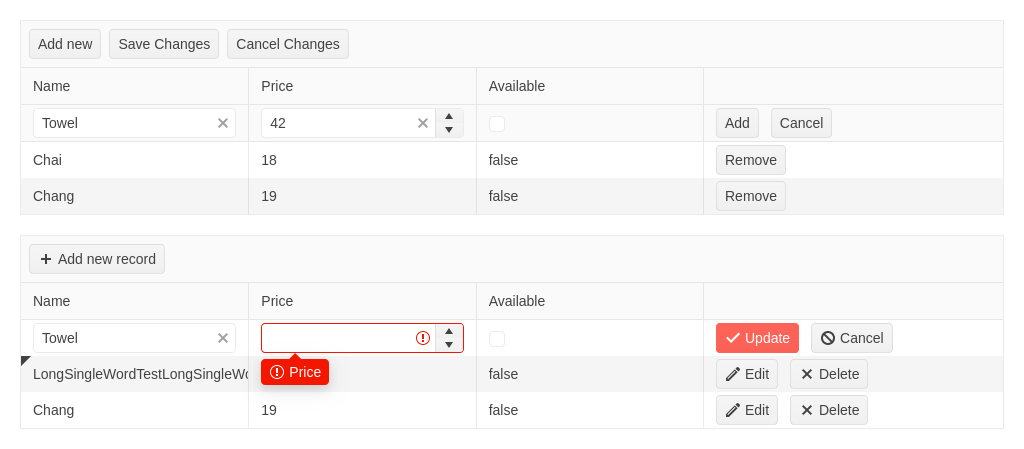 Add new Save Changes Cancel Changes
Name Price Available
Towel 42 Add Cancel
Chai 18 false Remove
Chang 19 false Remove
Add new record
Name Price Available
Towel Update Cancel
LongSingleWordTestLongSingleWo Price false Edit Delete
Chang 19 false Edit Delete